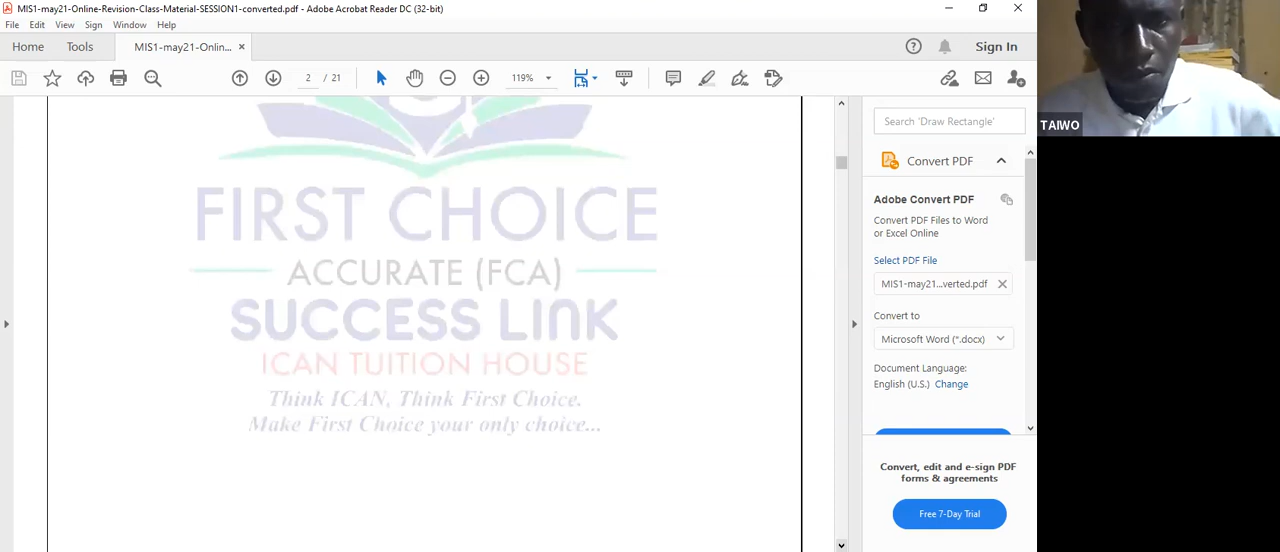 MIS1-may21-Online-Revision-Class-Material-SESSION1-converted.pdf - Adobe Acrobat Reader DC (32-bit)
File Edit View Sign Window Help
Home Tools MIS1-may21-Onlin... × Sign In
2 / 21 119%
FIRST CHOICE
ACCURATE (FCA)
SUCCESS LINK
ICAN TUITION HOUSE
Think ICAN, Think First Choice.
Make First Choice your only choice...
Search 'Draw Rectangle'
Convert PDF
Adobe Convert PDF
Convert PDF Files to Word
or Excel Online
Select PDF File
MIS1-may21...verted.pdf
Convert to
Microsoft Word (*.docx)
Document Language:
English (U.S.) Change
Convert, edit and e-sign PDF
forms & agreements
Free 7-Day Trial
TAIWO